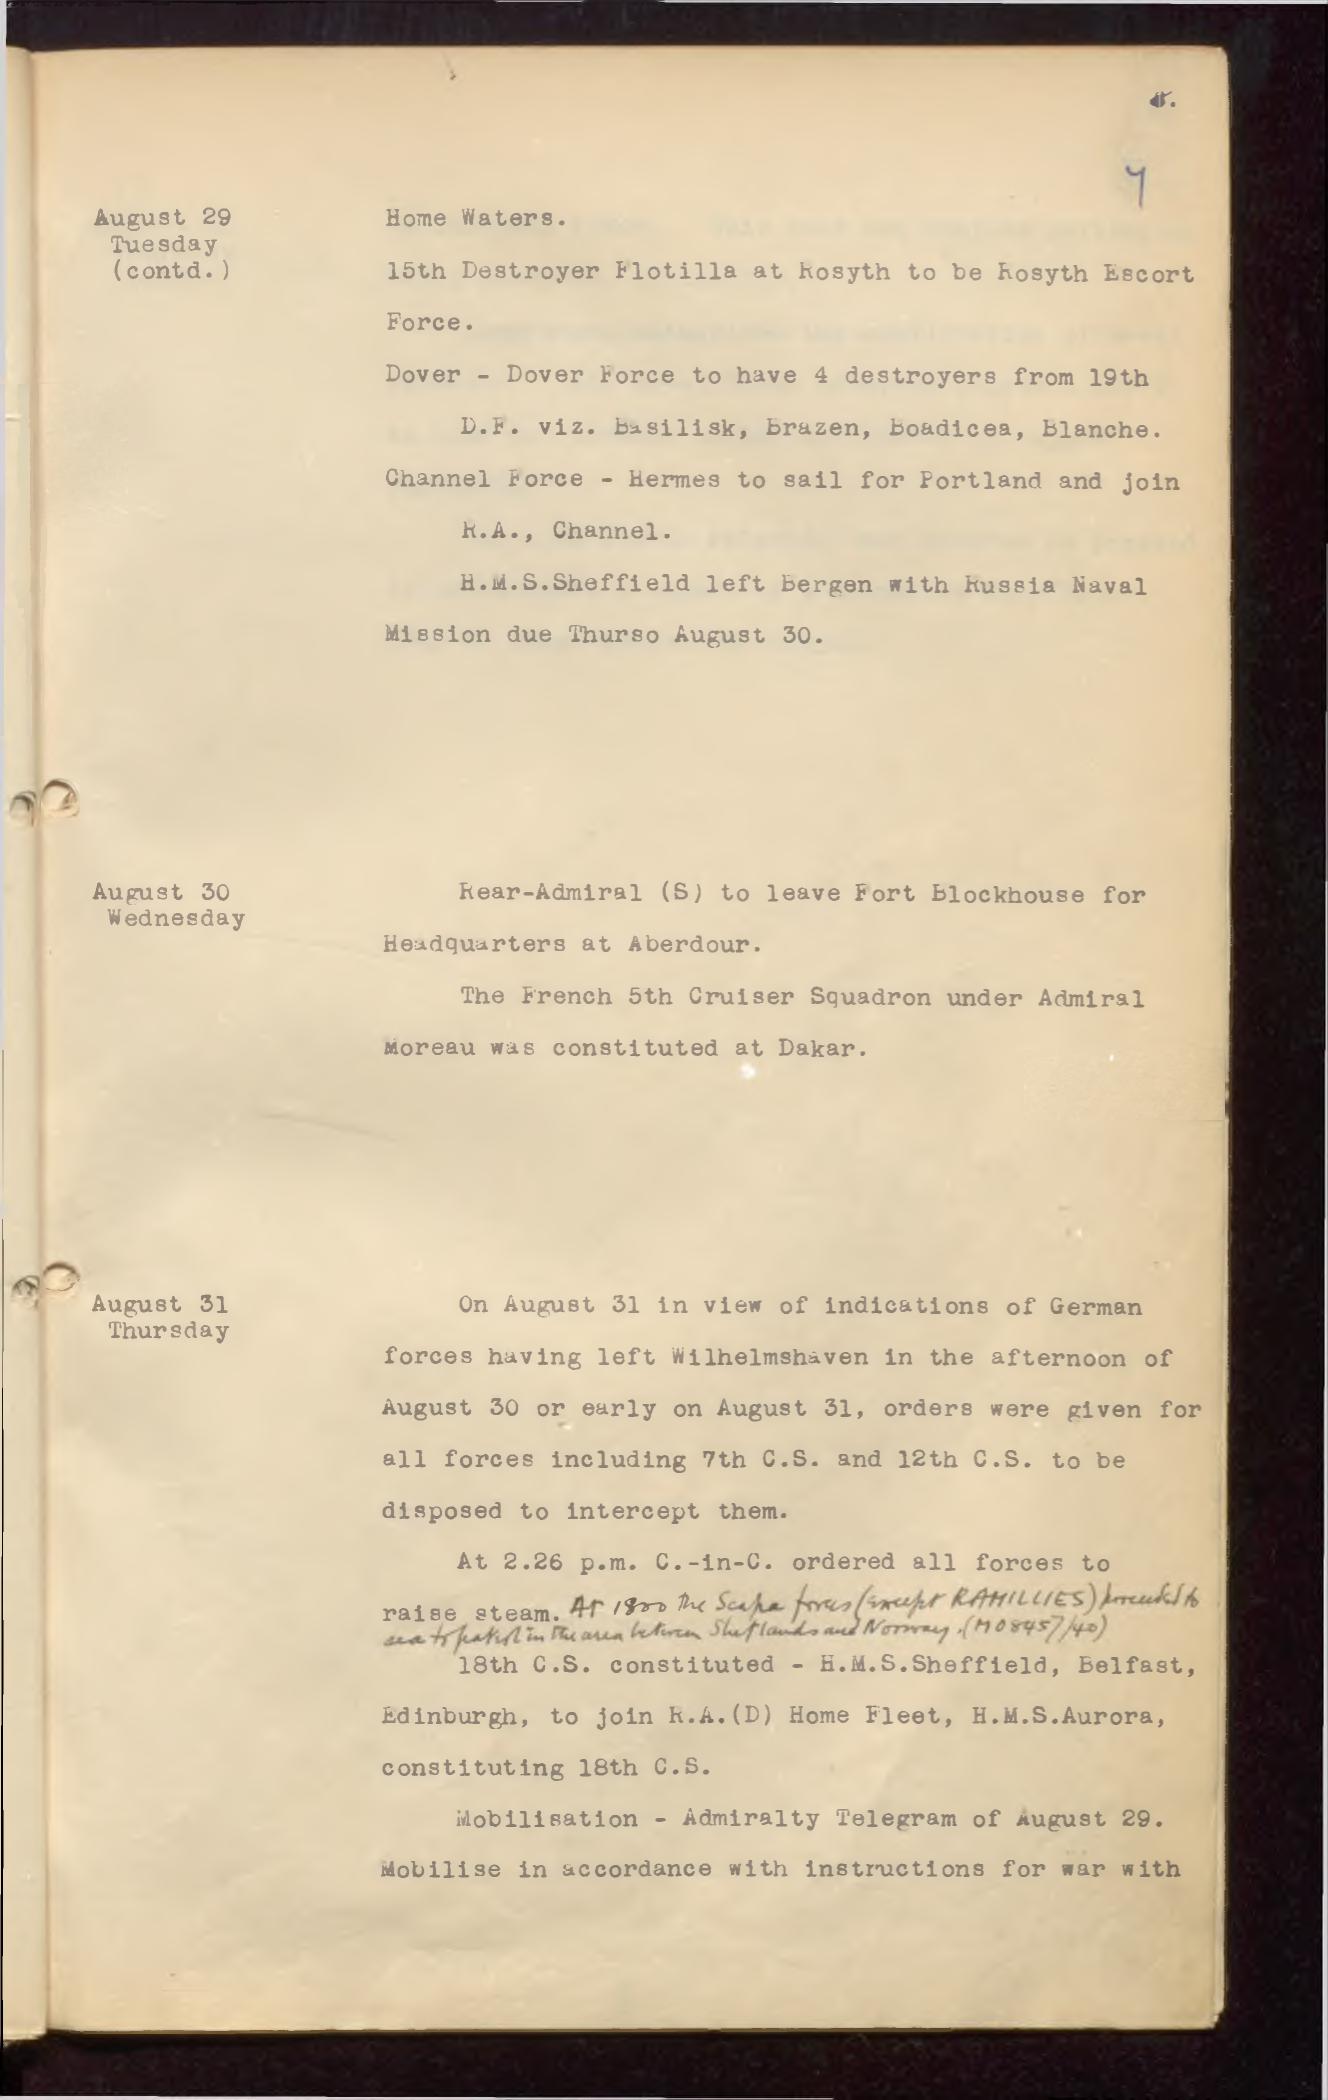 7
August 29
Tuesday
(contd.)
Home Waters.
15th Destroyer Flotilla at Rosyth to be Rosyth Escort
Force.
Dover - Dover Force to have 4 destroyers from 19th
D.F. viz. Basilisk, Brazen, Boadicea, Blanche.
Channel Force - Hermes to sail for Portland and join
R.A., Channel.
H.M.S.Sheffield left Bergen with Russia Naval
Mission due Thurso August 30.
August 30
Wednesday
Rear-Admiral (S) to leave Fort Blockhouse for
Headquarters at Aberdour.
The French 5th Cruiser Squadron under Admiral
Moreau was constituted at Dakar.
August 31
Thursday
On August 31 in view of indications of German
forces having left Wilhelmshaven in the afternoon of
August 30 or early on August 31, orders were given for
all forces including 7th C.S. and 12th C.S. to be
disposed to intercept them.
At 2.26 p.m. C.-in-C. ordered all forces to
raise steam. At 1800 the Scapa forces (except RAMILLIES) proceeded to
sea to patrol in the area between Shetlands and Norway. (M 08457/40)
18th C.S. constituted - H.M.S.Sheffield, Belfast,
Edinburgh, to join R.A.(D) Home Fleet, H.M.S.Aurora,
constituting 18th C.S.
Mobilisation - Admiralty Telegram of August 29.
Mobilise in accordance with instructions for war with